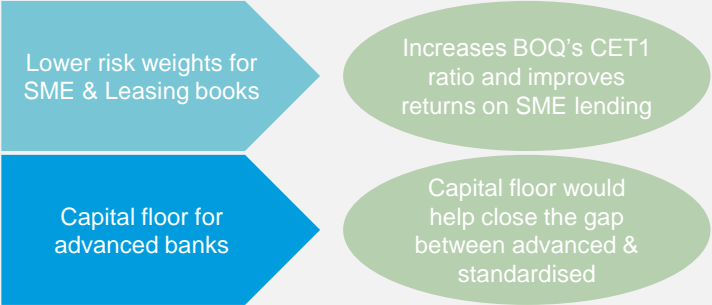 Lower risk weights for
SME & Leasing books
Increases BOQ's CET1
ratio and improves
returns on SME lending
Capital floor for
advanced banks
Capital floor would
help close the gap
between advanced &
standardised